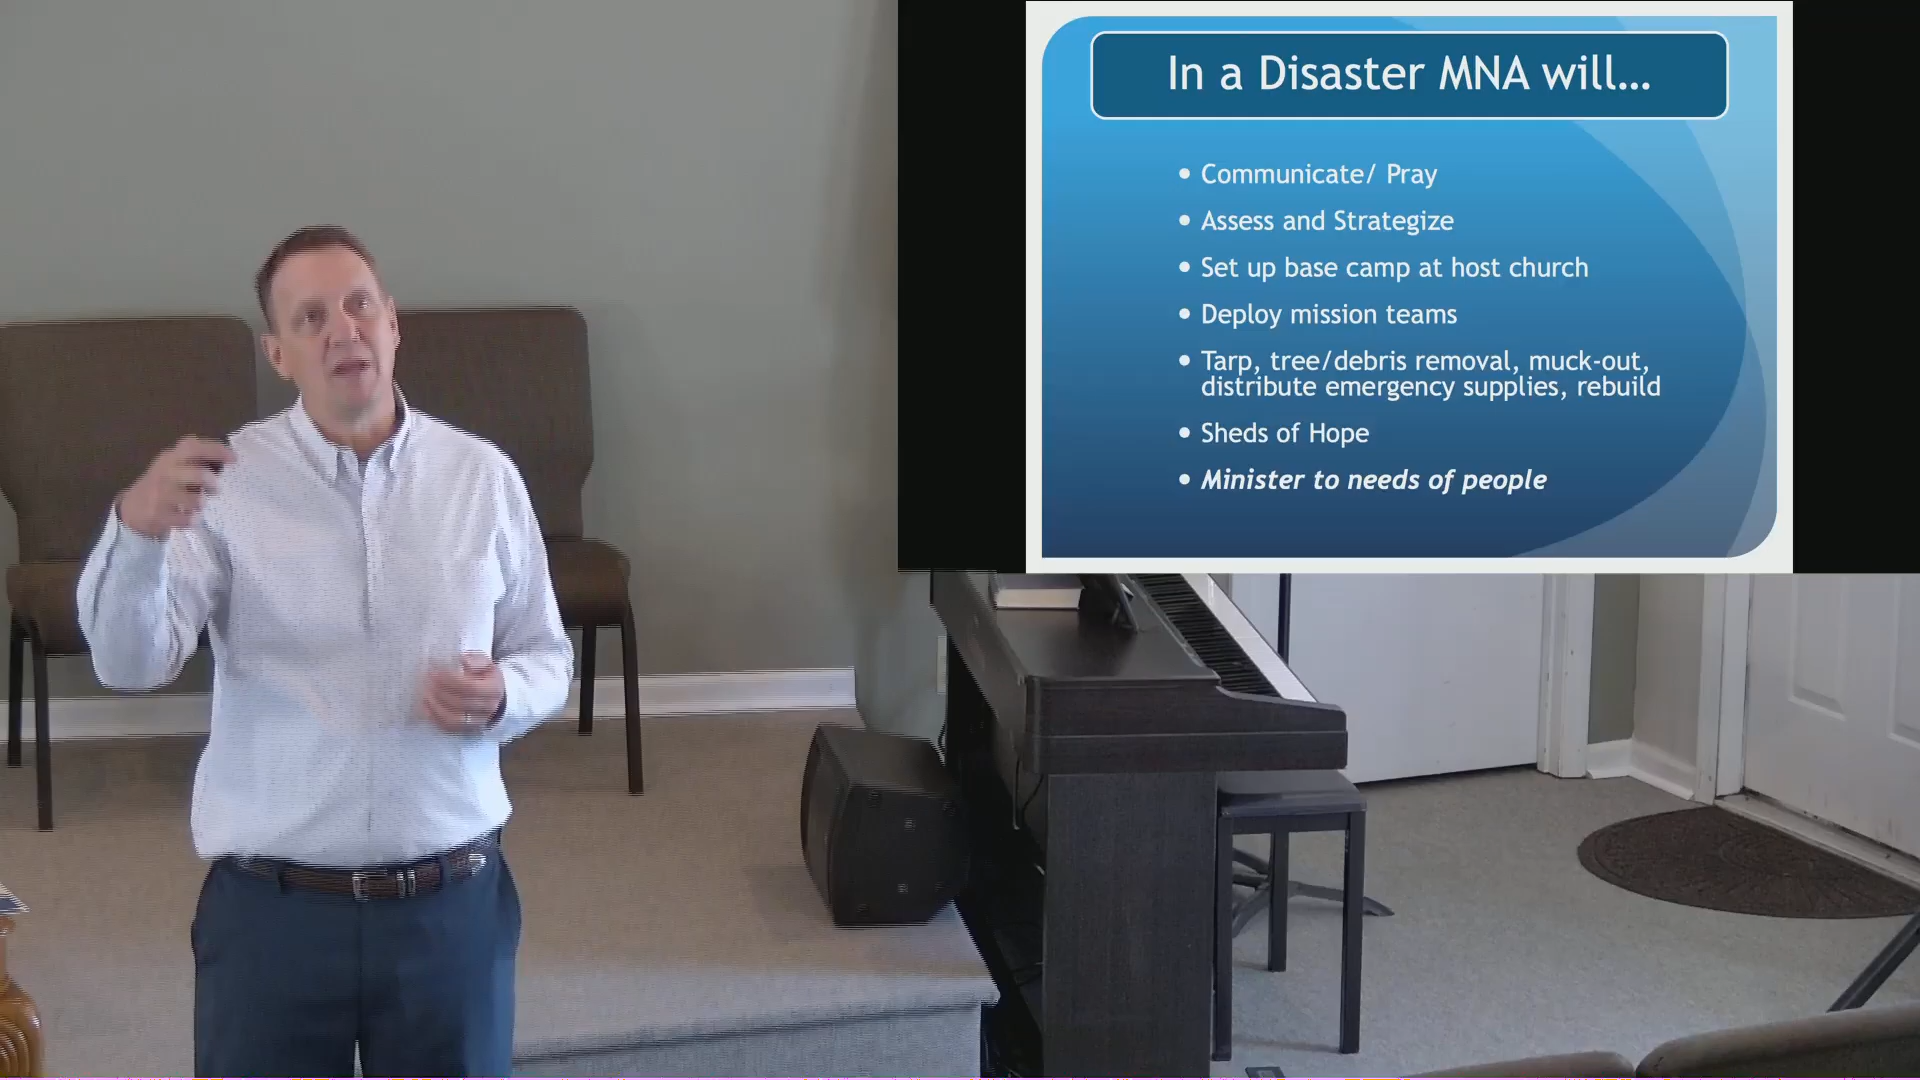 In a Disaster MNA will...
• Communicate/ Pray
• Assess and Strategize
• Set up base camp at host church
• Deploy mission teams
• Tarp, tree/debris removal, muck-out,
distribute emergency supplies, rebuild
• Sheds of Hope
• Minister to needs of people